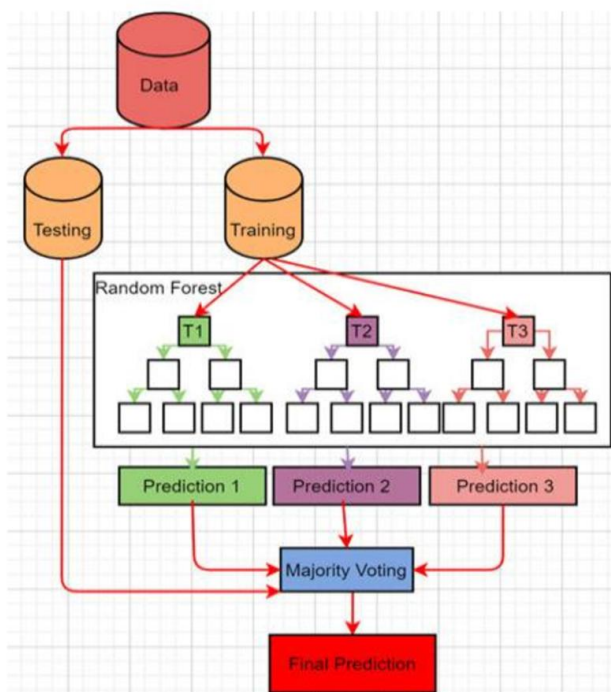 Data
Testing
Training
Random Forest
T1
T2
T3
Prediction 1
Prediction 2
Prediction 3
Majority Voting
Final Prediction